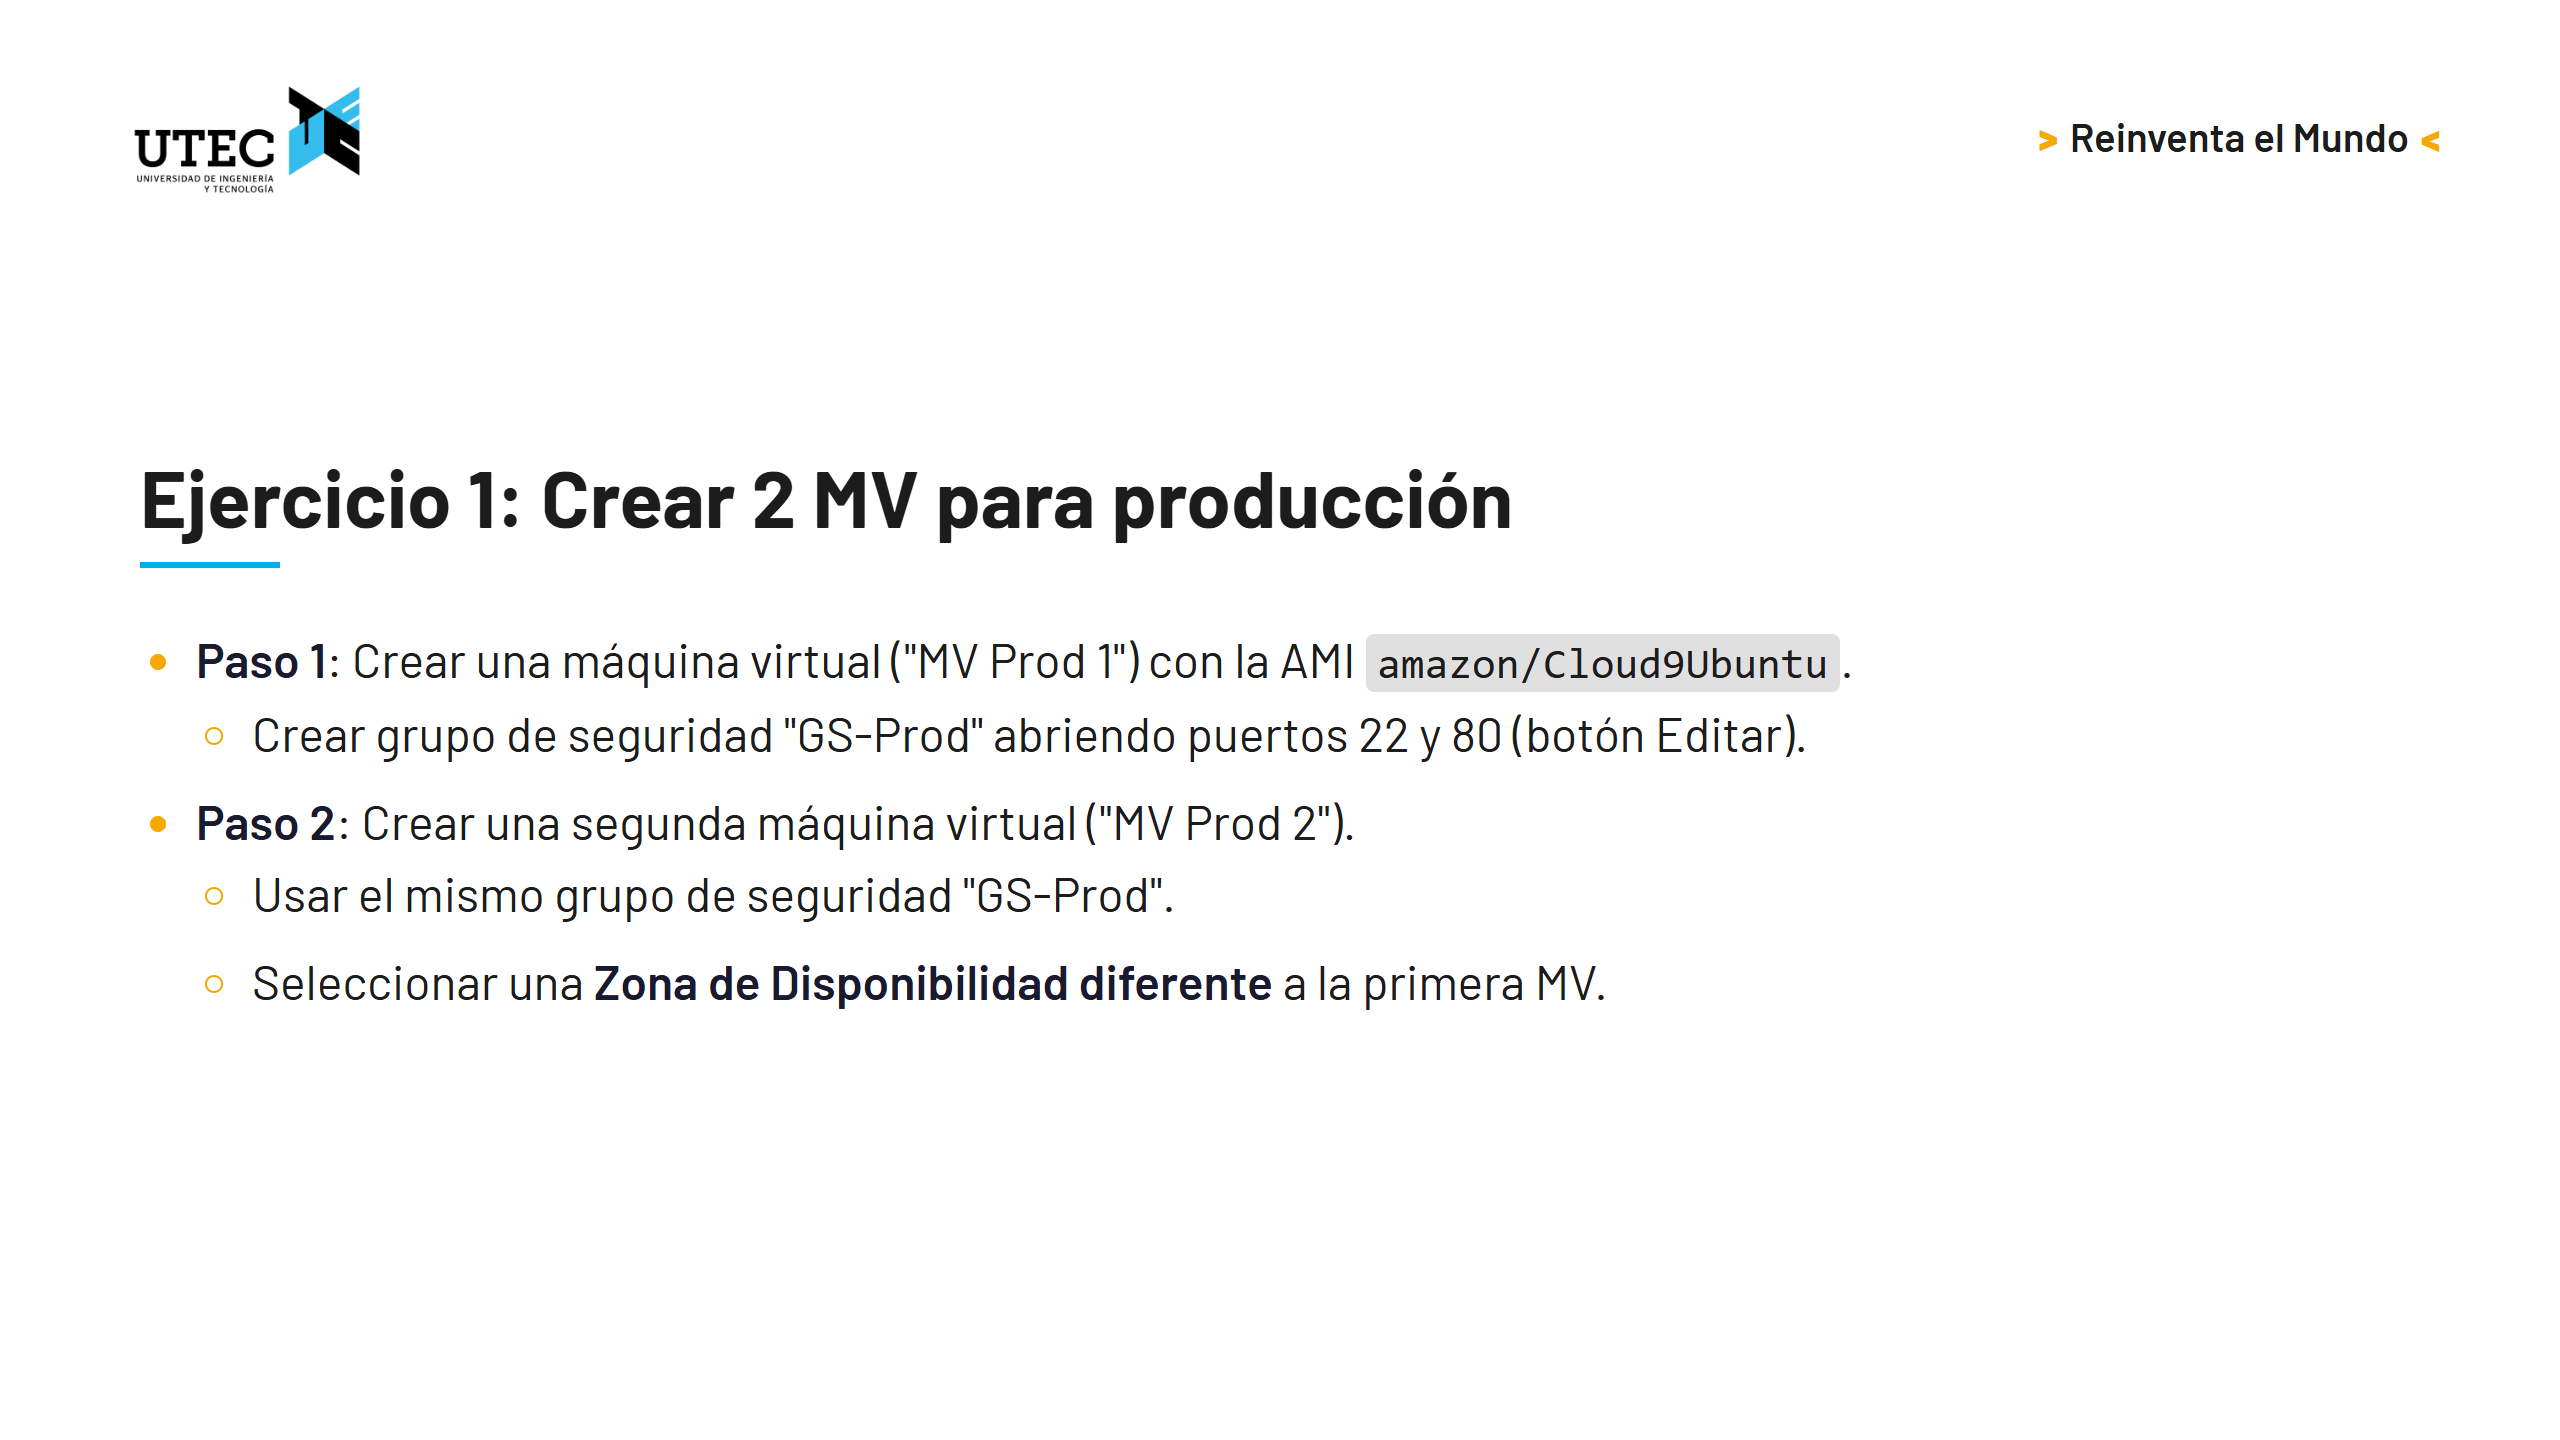 UTEC
UNIVERSIDAD DE INGENIERÍA
Y TECNOLOGÍA
> Reinventa el Mundo <
Ejercicio 1: Crear 2 MV para producción
Paso 1: Crear una máquina virtual ("MV Prod 1") con la AMI amazon/Cloud9Ubuntu.
Crear grupo de seguridad "GS-Prod" abriendo puertos 22 y 80 (botón Editar).
Paso 2: Crear una segunda máquina virtual ("MV Prod 2").
Usar el mismo grupo de seguridad "GS-Prod".
Seleccionar una Zona de Disponibilidad diferente a la primera MV.